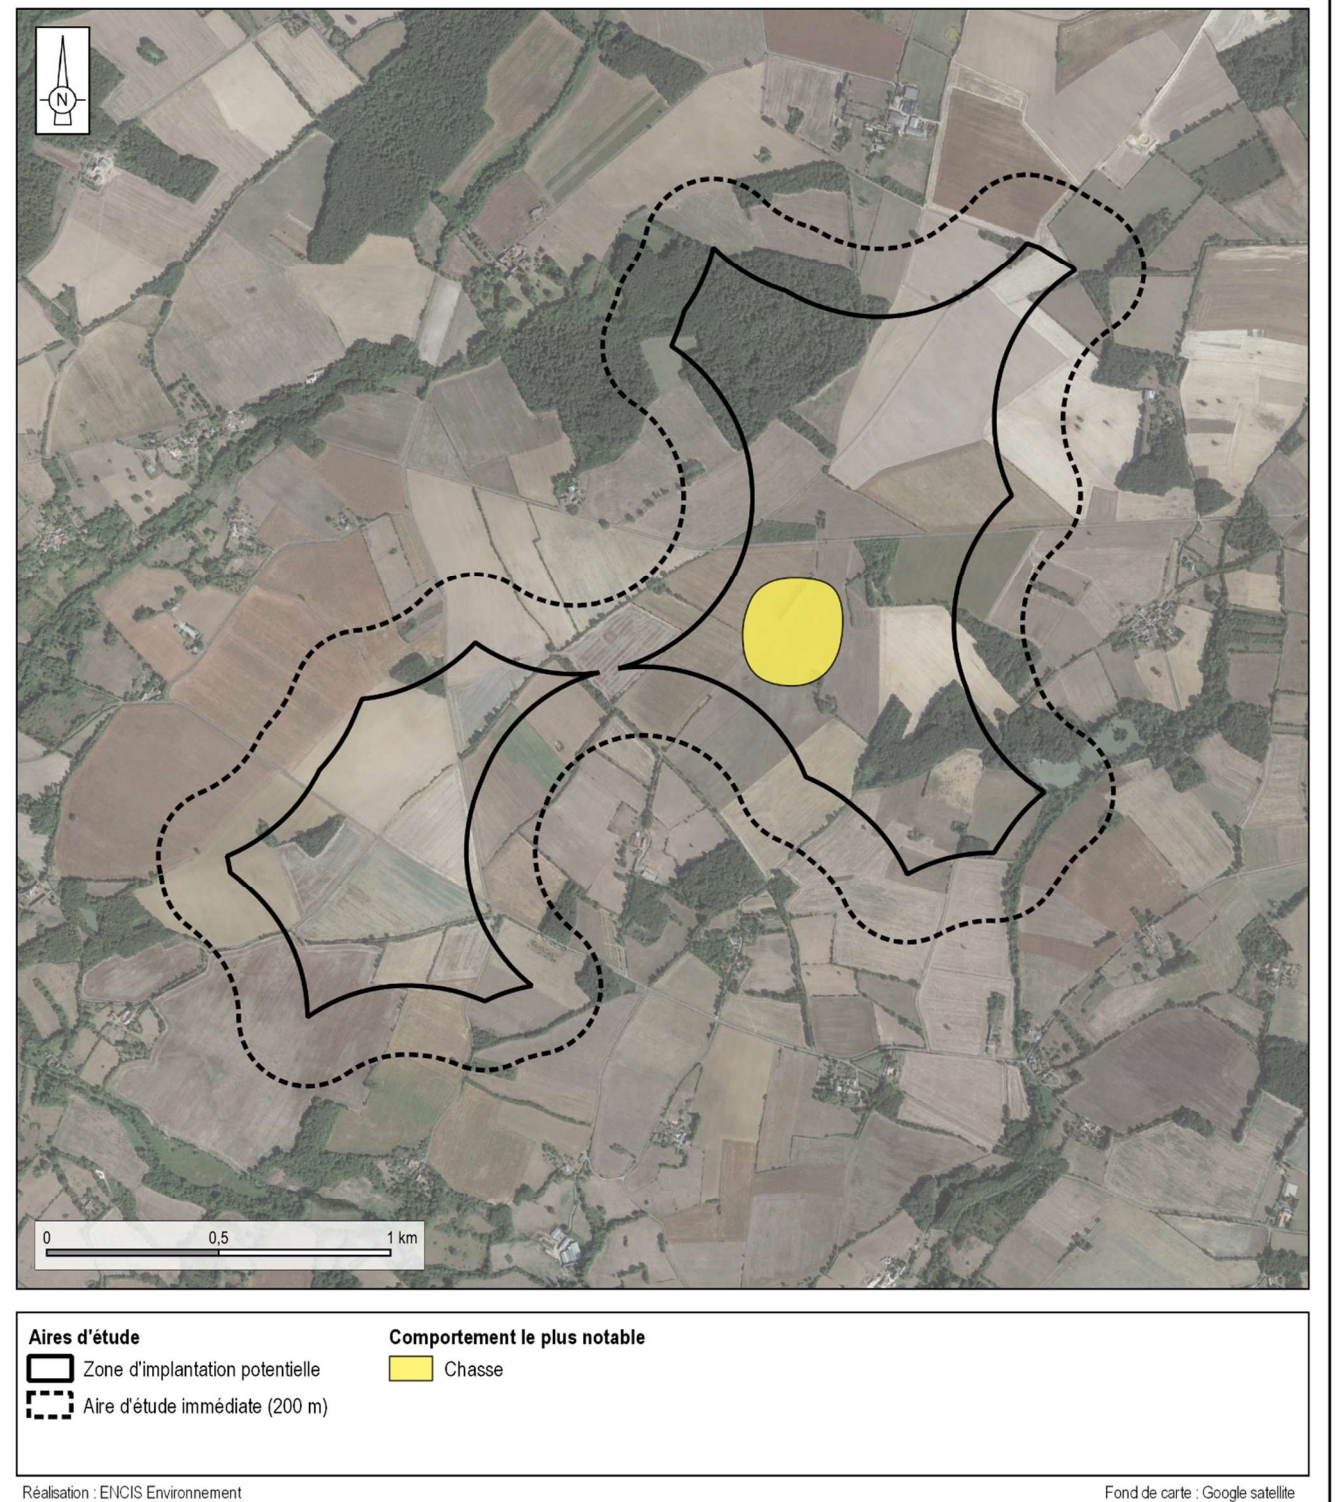 N
0 0,5 1 km
Aires d'étude
Zone d'implantation potentielle
Aire d'étude immédiate (200 m)
Comportement le plus notable
Chasse
Réalisation : ENCIS Environnement
Fond de carte : Google satellite